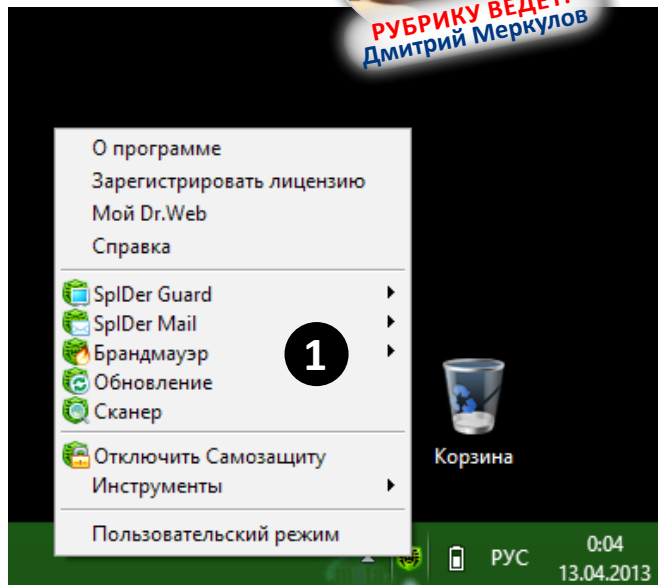 РУБРИКУ ВЕДЕТ:
Дмитрий Меркулов
О программе
Зарегистрировать лицензию
Мой Dr.Web
Справка
SpIDer Guard
SpIDer Mail
Брандмауэр
1
Обновление
Сканер
Отключить Самозащиту
Инструменты
Пользовательский режим
Корзина
РУС
0:04
13.04.2013